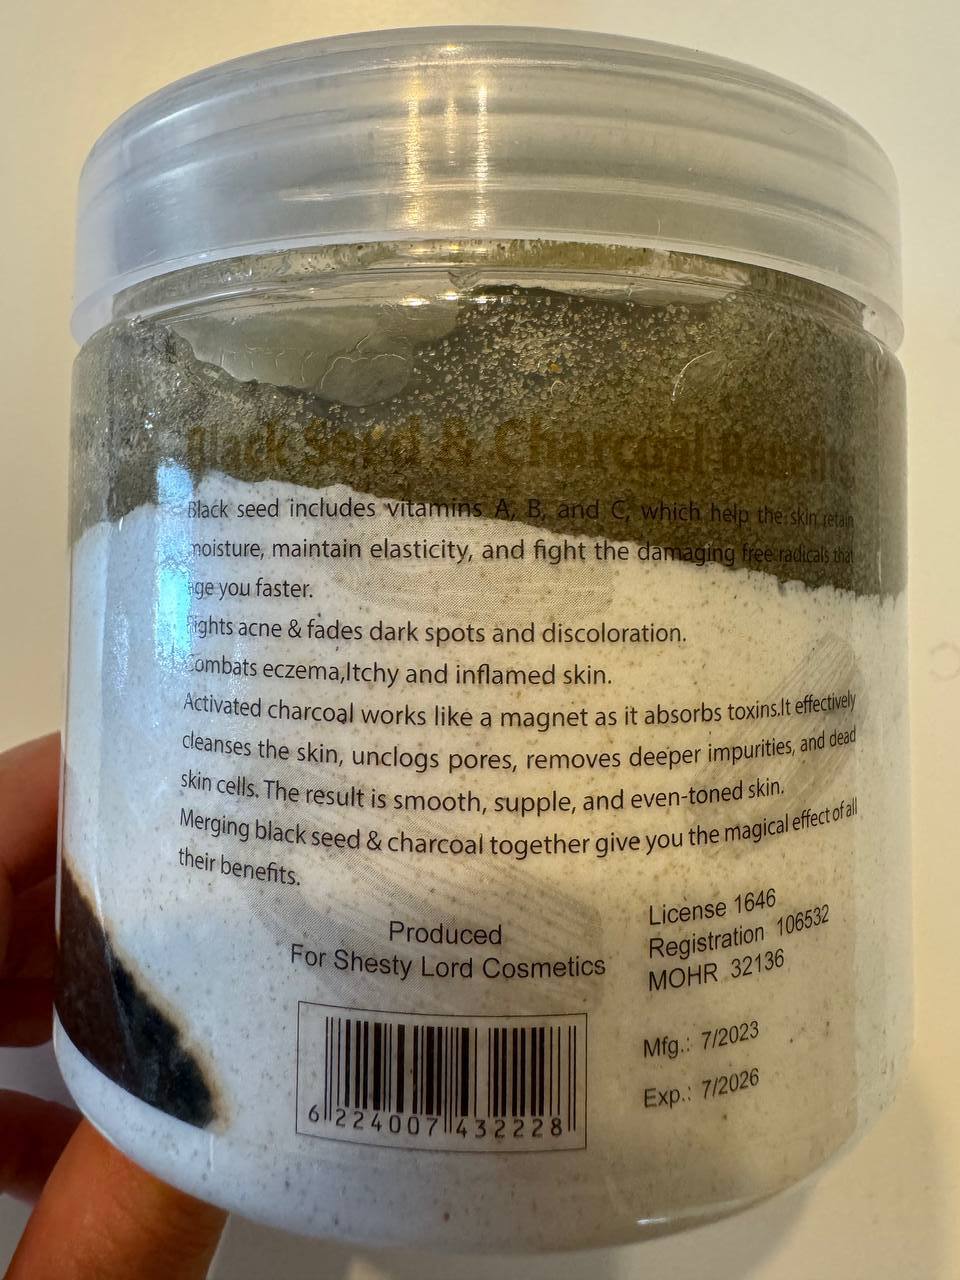 Black Seed & Charcoal Benefits
Black seed includes vitamins A, B, and C, which help the skin retain
moisture, maintain elasticity, and fight the damaging free radicals that
age you faster.
Fights acne & fades dark spots and discoloration.
Combats eczema,Itchy and inflamed skin.
Activated charcoal works like a magnet as it absorbs toxins.It effectively
cleanses the skin, unclogs pores, removes deeper impurities, and dead
skin cells. The result is smooth, supple, and even-toned skin.
Merging black seed & charcoal together give you the magical effect of all
their benefits.
Produced
For Shesty Lord Cosmetics
License 1646
Registration 106532
MOHR 32136
Mfg.: 7/2023
Exp.: 7/2026
6 224007 432228